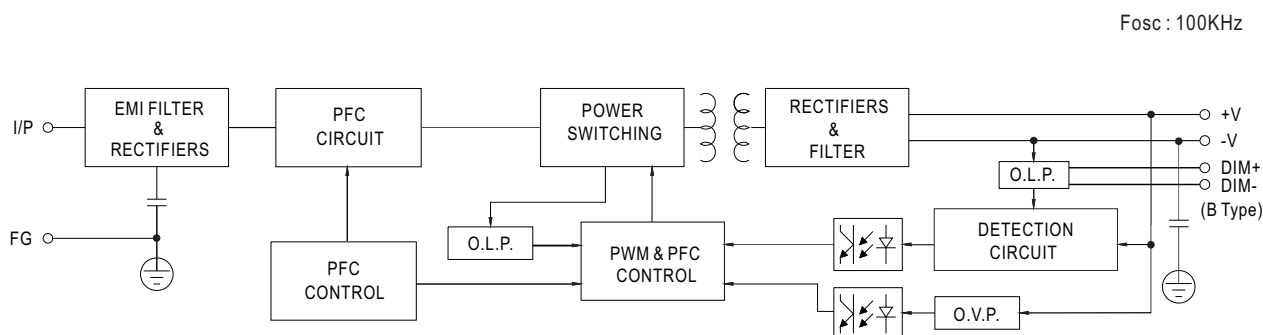 Fosc : 100KHz
I/P
EMI FILTER
&
RECTIFIERS
PFC
CIRCUIT
POWER
SWITCHING
RECTIFIERS
&
FILTER
+V
-V
DIM+
DIM-
(B Type)
O.L.P.
FG
O.L.P.
PFC
CONTROL
PWM & PFC
CONTROL
DETECTION
CIRCUIT
O.V.P.